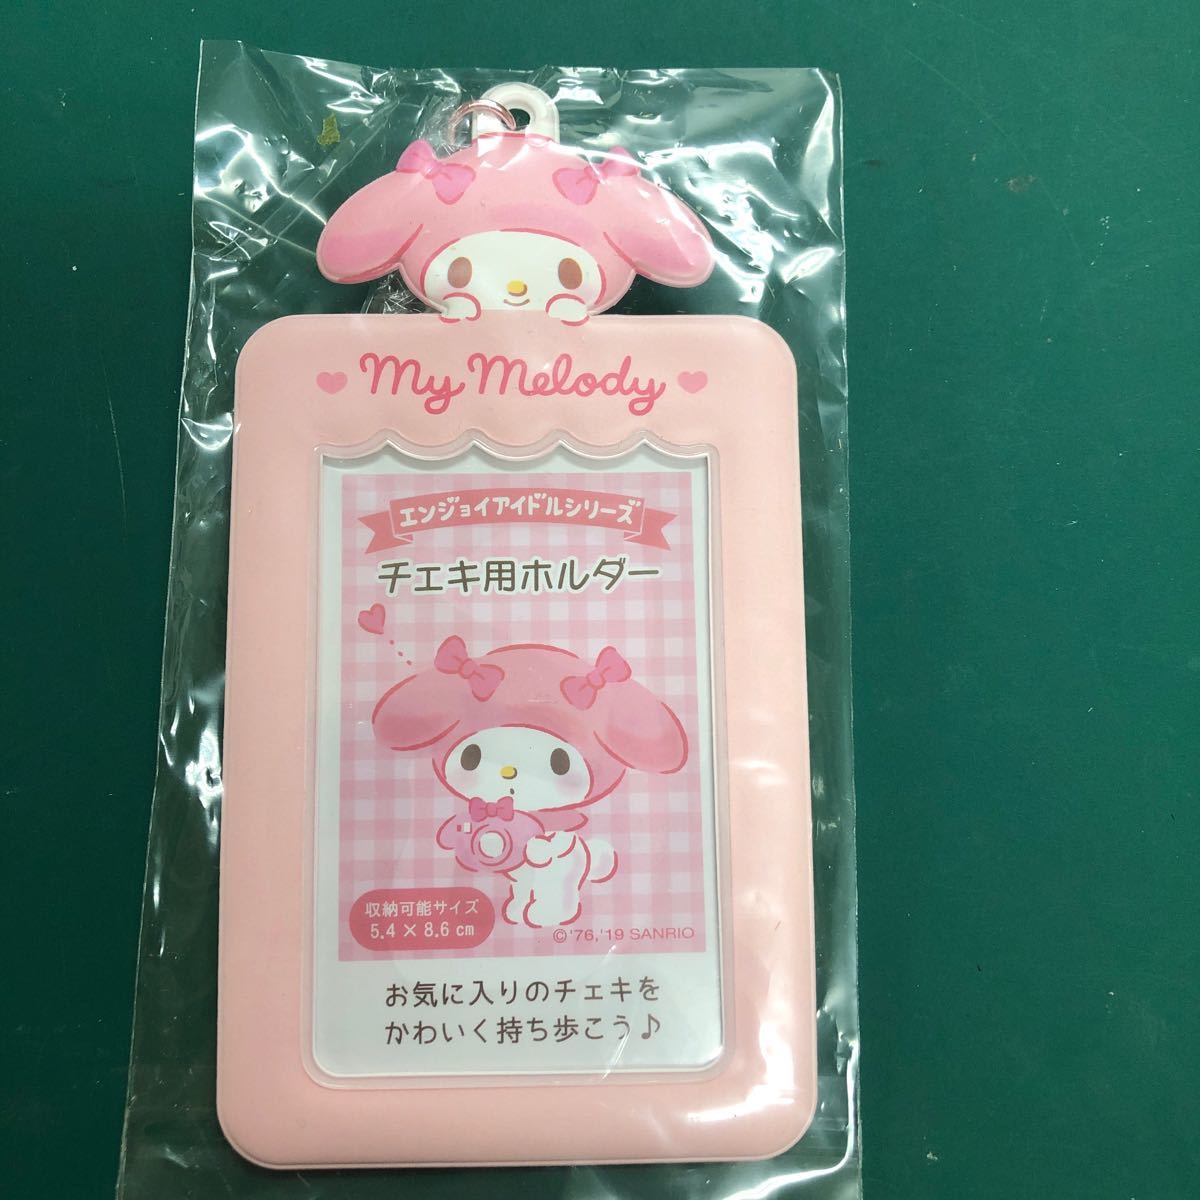 My Melody
エンジョイアイドルシリーズ
チェキ用ホルダー
収納可能サイズ
5.4 × 8.6 cm
©'76,'19 SANRIO
お気に入りのチェキを
かわいく持ち歩こう♪